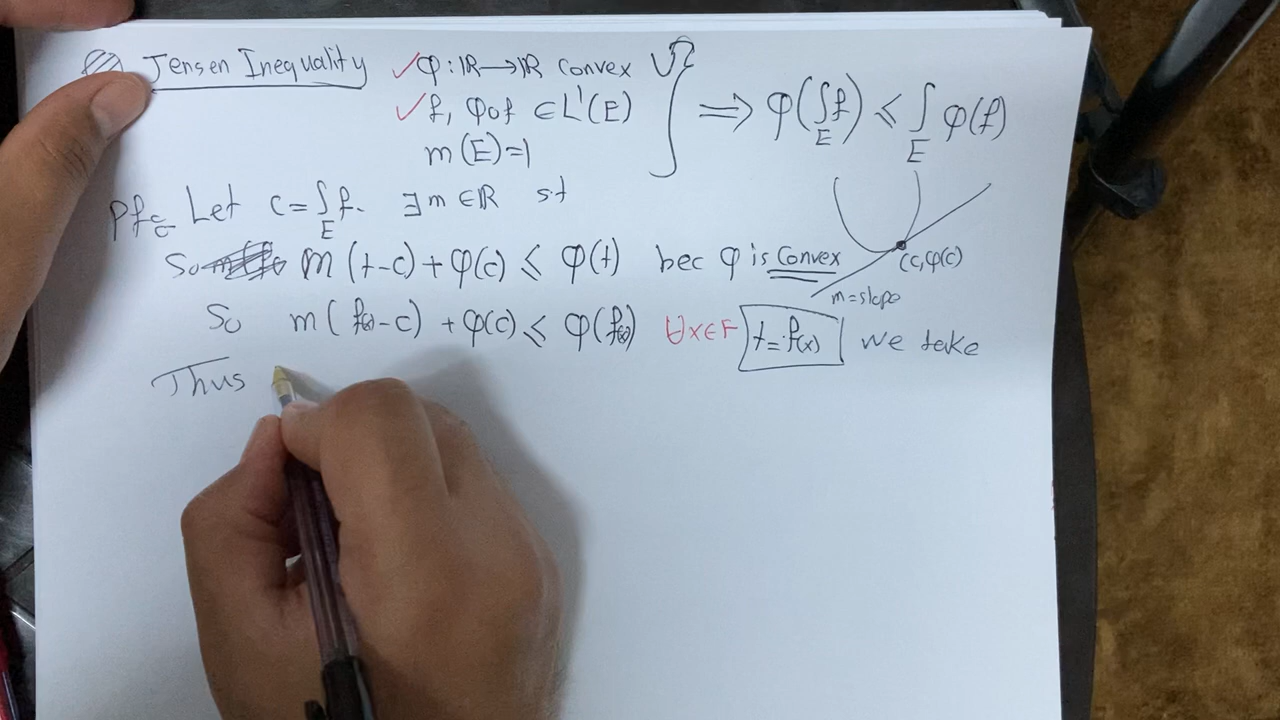 Jensen Inequality ✓ φ : ℝ → ℝ convex
✓ f, φof ∈ L¹(E)
m(E)=1
⟹ φ(∫_E f) ≤ ∫_E φ(f)
Pf: Let c = ∫_E f. ∃ m ∈ ℝ st
So m (t-c) + φ(c) ≤ φ(t) bec φ is convex
(c, φ(c))
m = slope
So m( f(x) - c) + φ(c) ≤ φ(f(x)) ∀x∈E t = f(x) we take
Thus